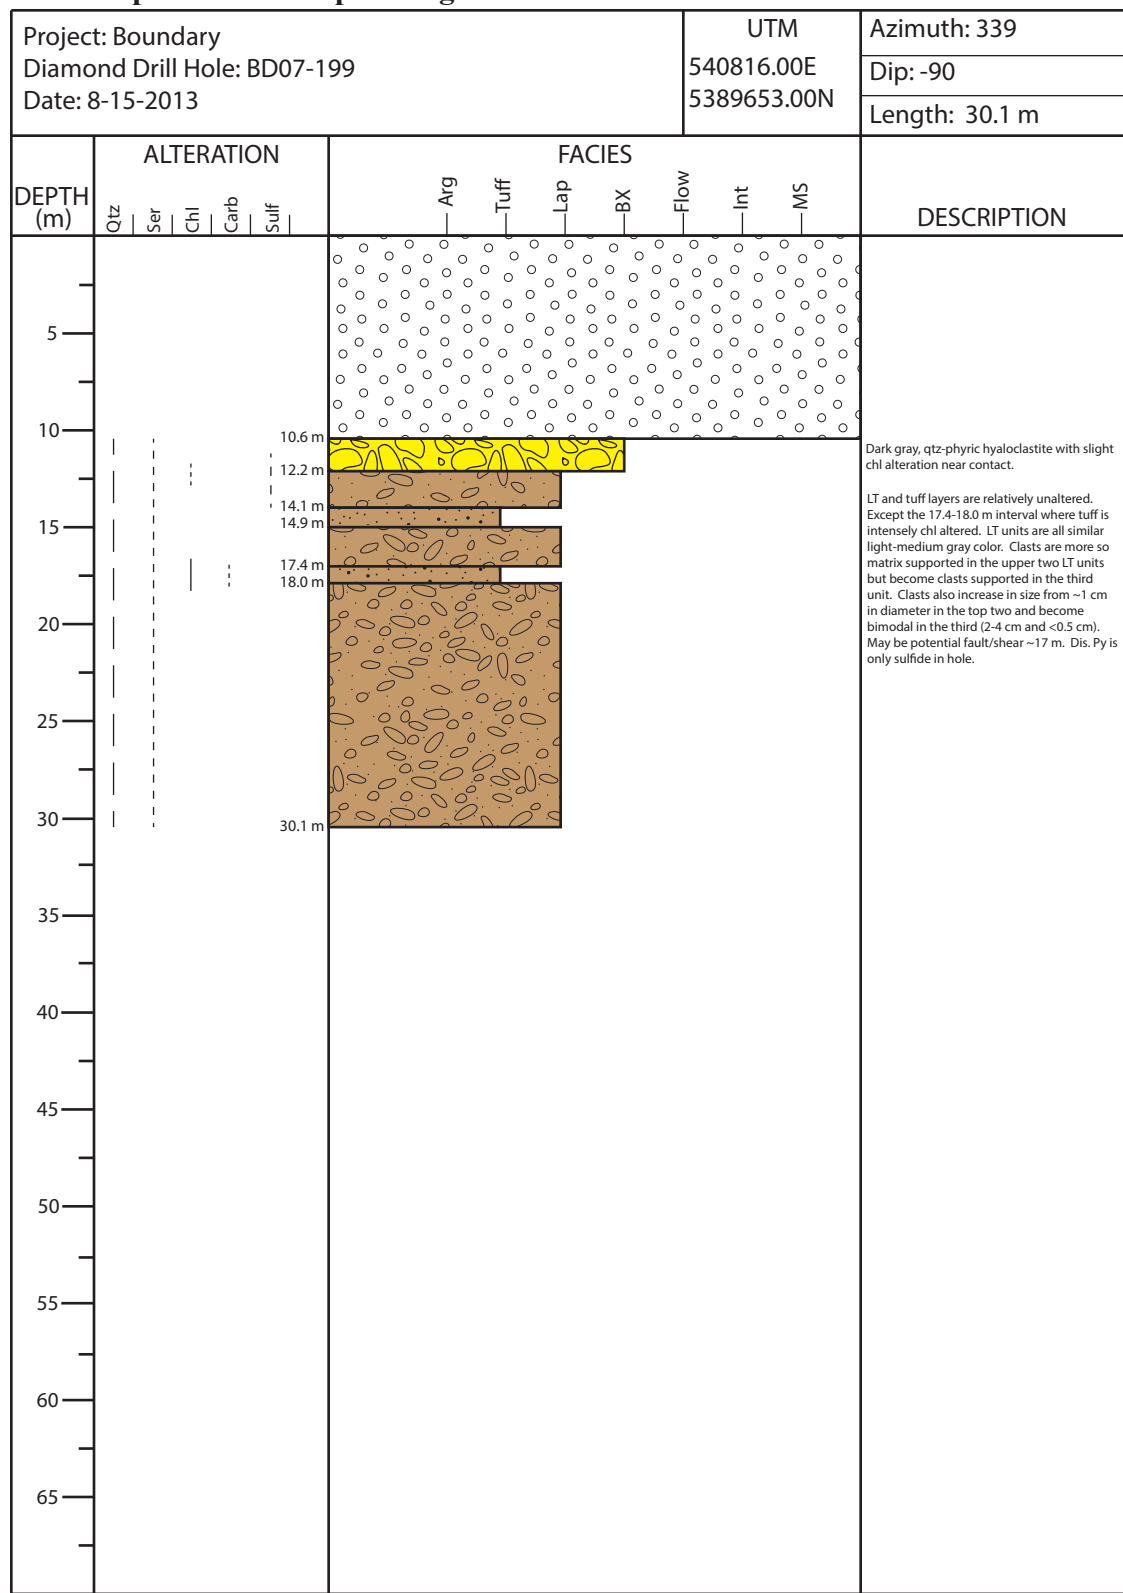 Project: Boundary
Diamond Drill Hole: BD07-199
Date: 8-15-2013
UTM
540816.00E
5389653.00N
Azimuth: 339
Dip: -90
Length: 30.1 m
DEPTH
(m)
ALTERATION
Qtz
Ser
Chl
Carb
Sulf
FACIES
Arg
Tuff
Lap
BX
Flow
Int
MS
DESCRIPTION
5
10
15
20
25
30
35
40
45
50
55
60
65
10.6 m
12.2 m
14.1 m
14.9 m
17.4 m
18.0 m
30.1 m
Dark gray, qtz-phyric hyaloclastite with slight
chl alteration near contact.
LT and tuff layers are relatively unaltered.
Except the 17.4-18.0 m interval where tuff is
intensely chl altered. LT units are all similar
light-medium gray color. Clasts are more so
matrix supported in the upper two LT units
but become clasts supported in the third
unit. Clasts also increase in size from ~1 cm
in diameter in the top two and become
bimodal in the third (2-4 cm and <0.5 cm).
May be potential fault/shear ~17 m. Dis. Py is
only sulfide in hole.